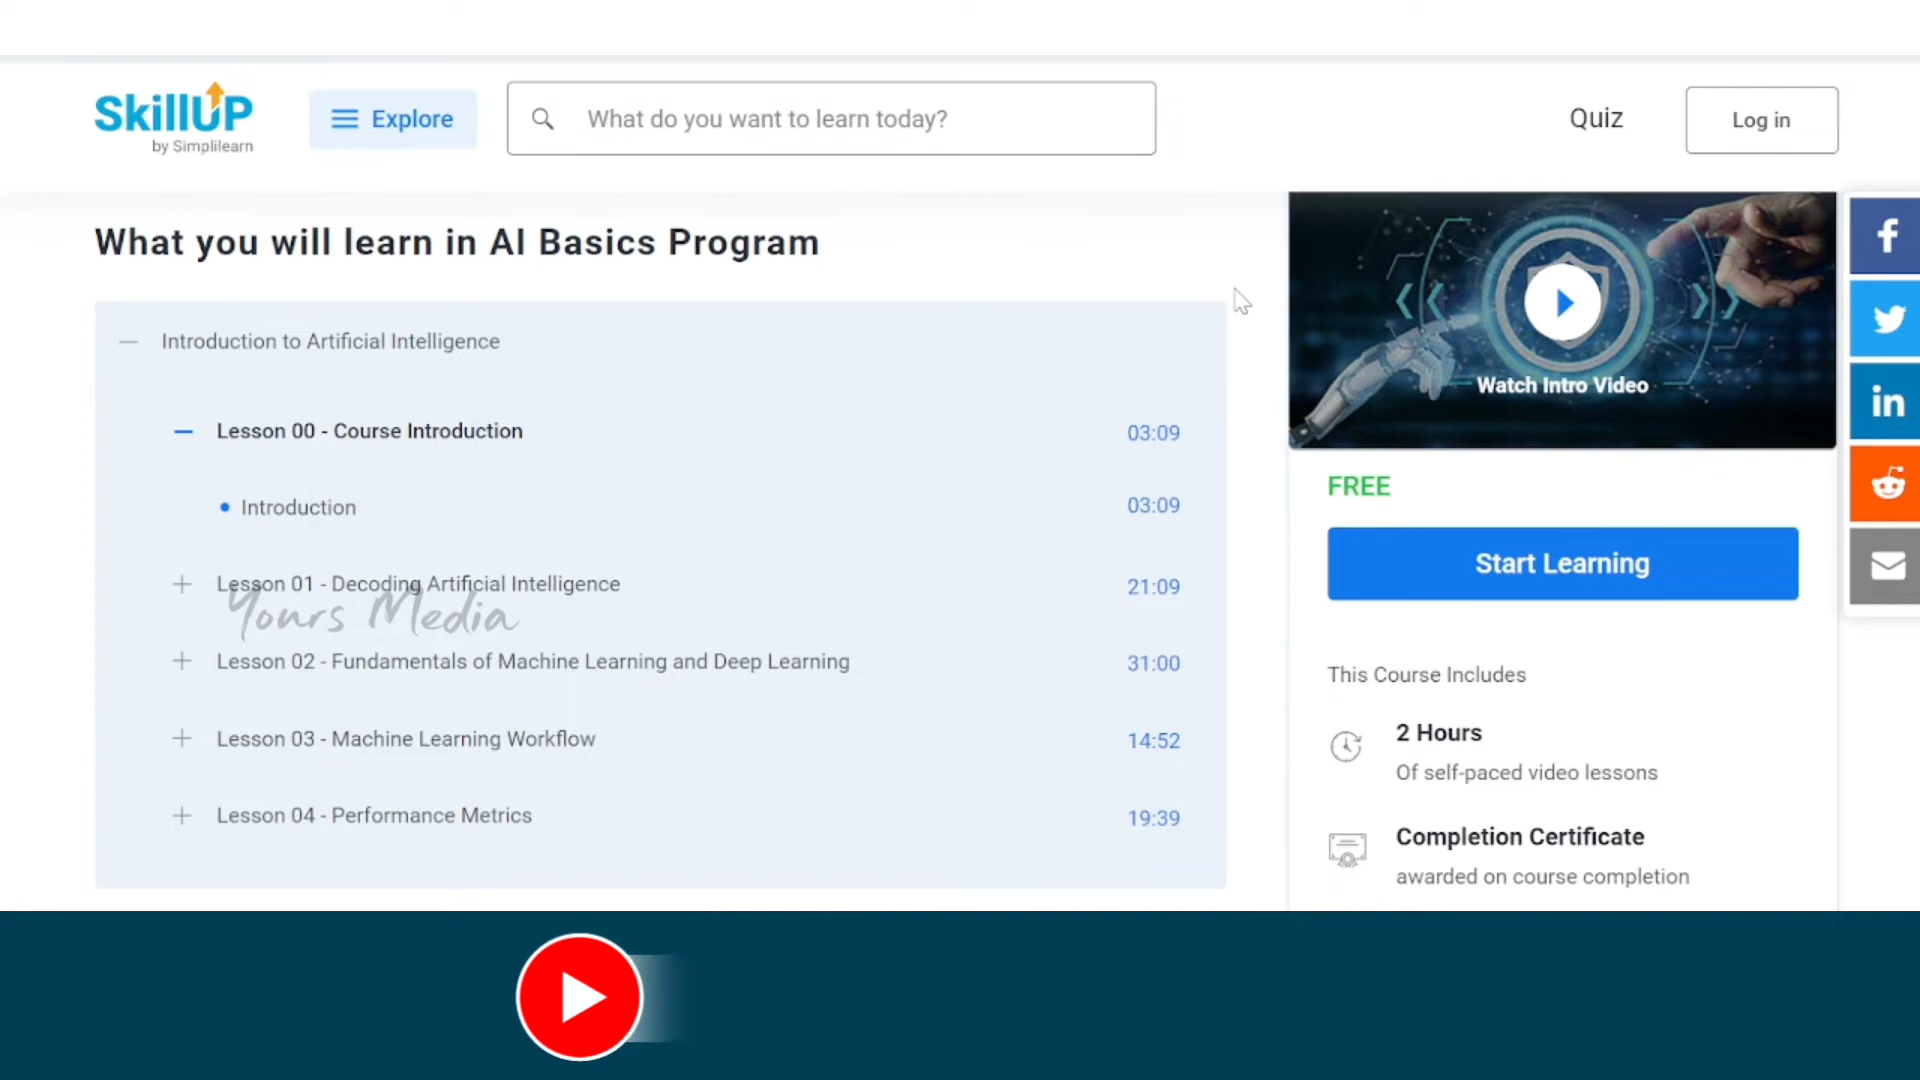 SkillUP
by Simplilearn
Explore
What do you want to learn today?
Quiz
Log in
What you will learn in AI Basics Program
Introduction to Artificial Intelligence
Lesson 00 - Course Introduction 03:09
Introduction 03:09
Lesson 01 - Decoding Artificial Intelligence 21:09
Yours Media
Lesson 02 - Fundamentals of Machine Learning and Deep Learning 31:00
Lesson 03 - Machine Learning Workflow 14:52
Lesson 04 - Performance Metrics 19:39
Watch Intro Video
FREE
Start Learning
This Course Includes
2 Hours
Of self-paced video lessons
Completion Certificate
awarded on course completion
f
in